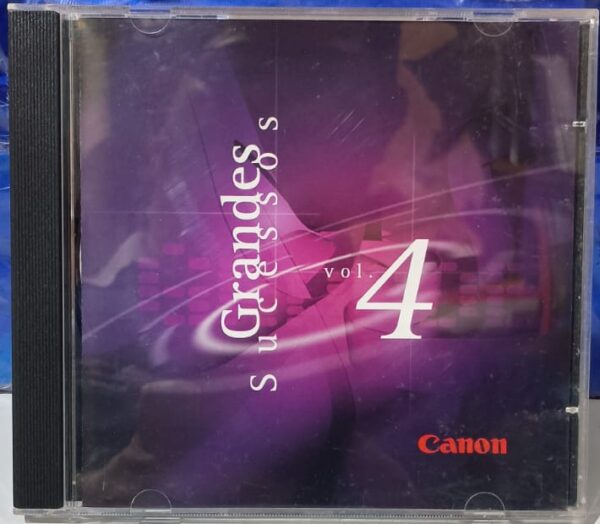 Grandes
Sucessos
vol. 4
Canon